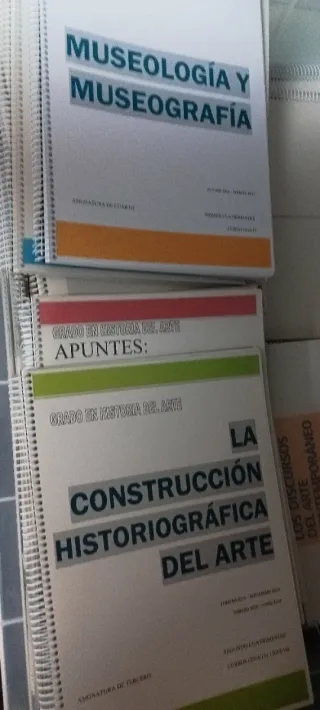 MUSEOLOGÍA Y
MUSEOGRAFÍA
ASIGNATURA DE CUARTO
GRADO EN HISTORIA DEL ARTE
APUNTES:
GRADO EN HISTORIA DEL ARTE
LA
CONSTRUCCIÓN
HISTORIOGRÁFICA
DEL ARTE
ASIGNATURA DE TERCERO
LOS DISCURSOS
DEL ARTE